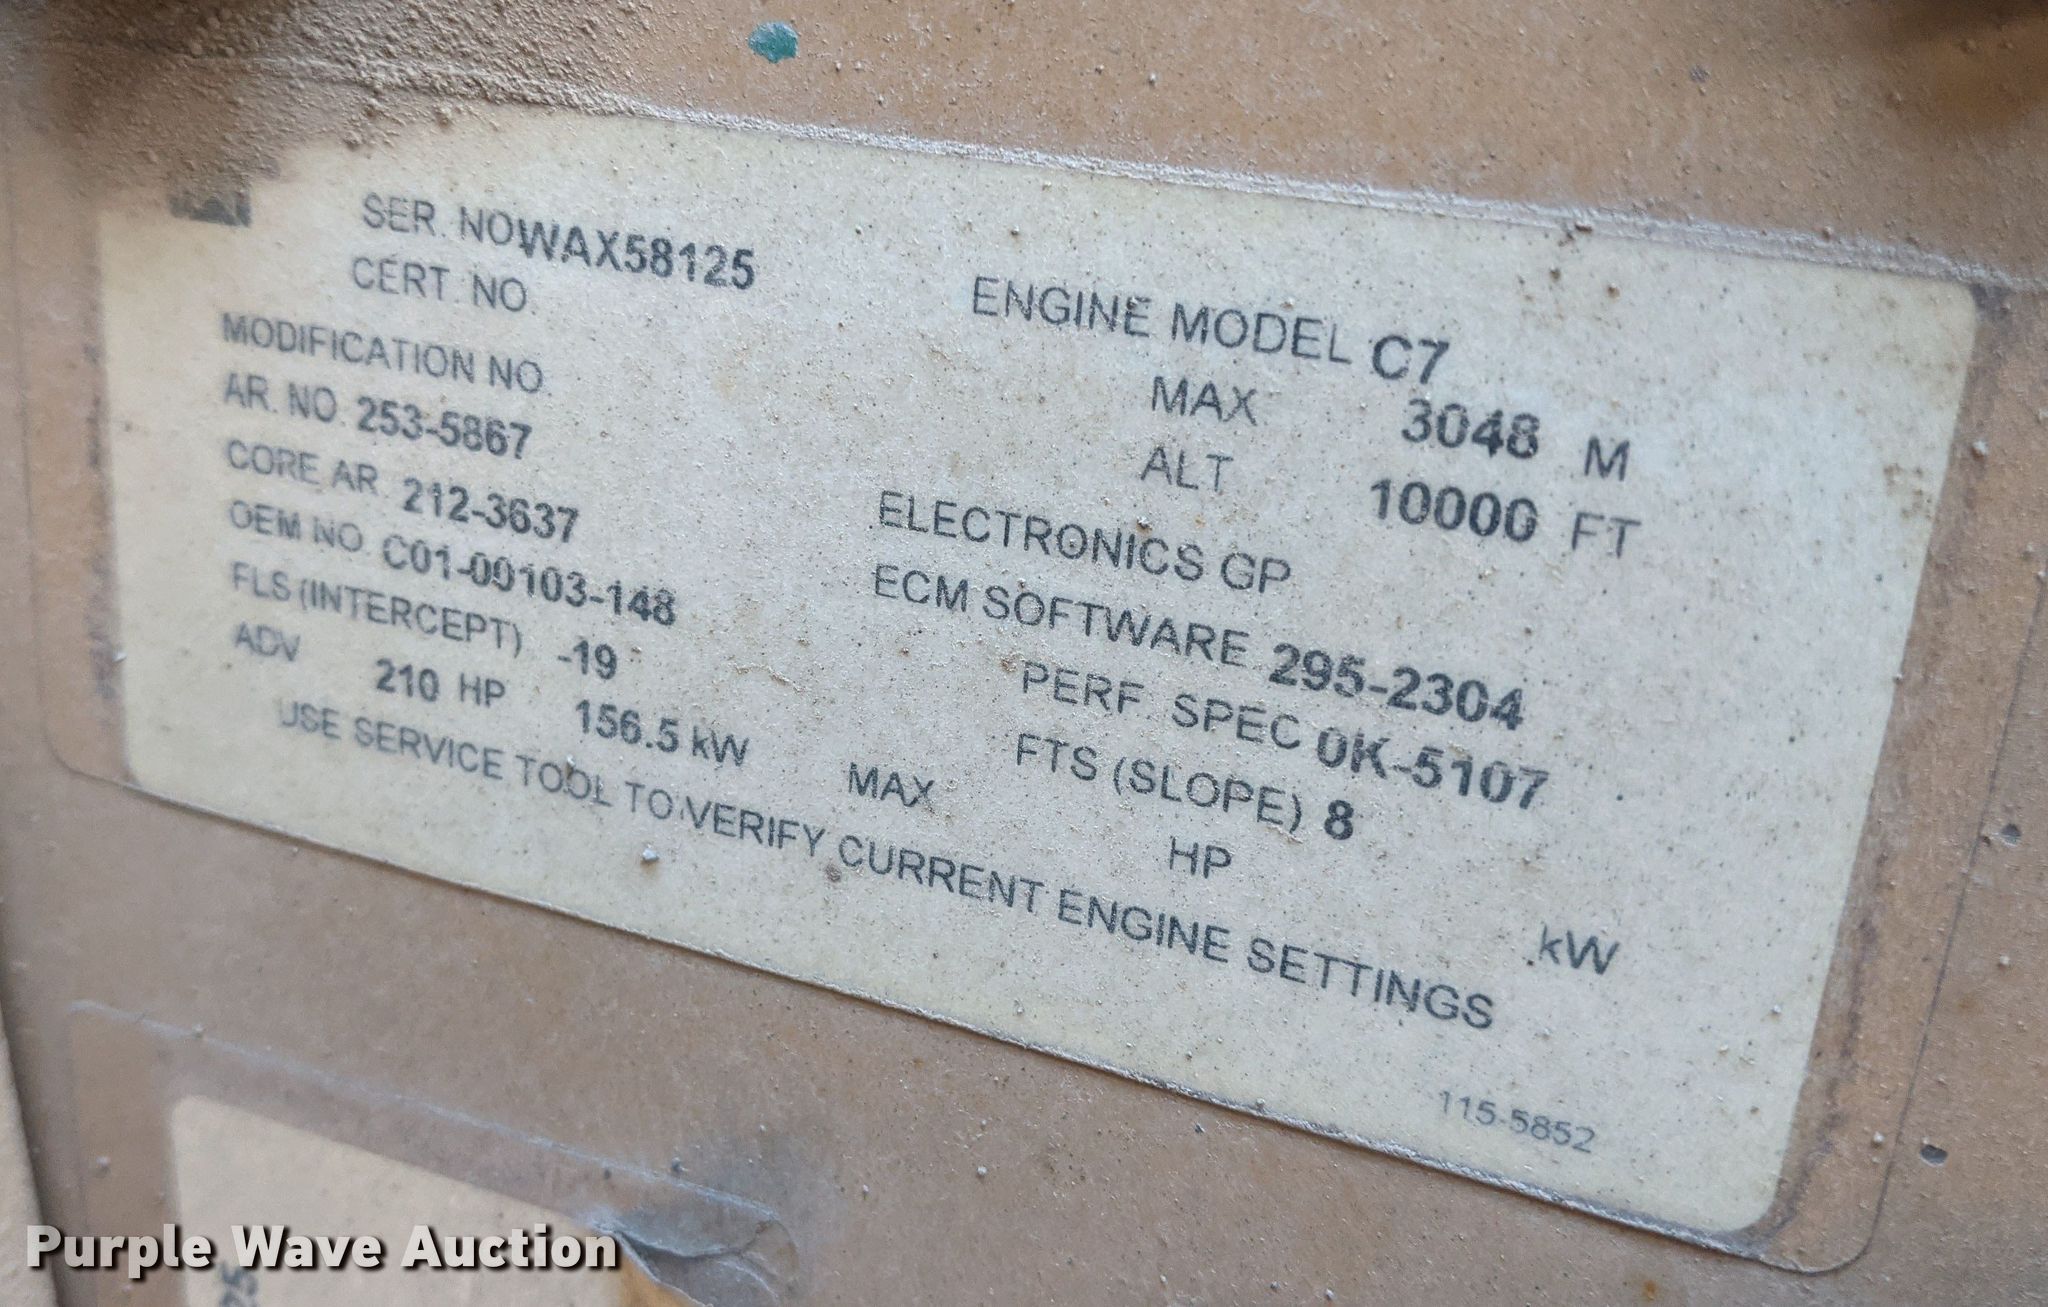 SER. NO WAX58125
CERT. NO.
MODIFICATION NO.
AR. NO. 253-5867
CORE AR. 212-3637
OEM NO. C01-00103-148
FLS (INTERCEPT) -19
ADV 210 HP 156.5 kW
ENGINE MODEL C7
MAX 3048 M
ALT 10000 FT
ELECTRONICS GP
ECM SOFTWARE 295-2304
PERF. SPEC 0K-5107
FTS (SLOPE) 8
MAX HP kW
USE SERVICE TOOL TO VERIFY CURRENT ENGINE SETTINGS
115-5852
Purple Wave Auction